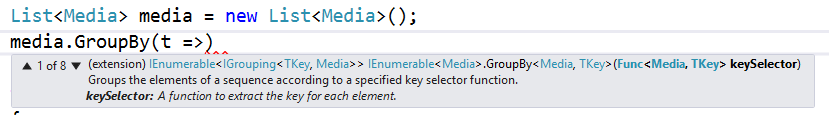 List<Media> media = new List<Media>();
media.GroupBy(t =>)
▲ 1 of 8 ▼ (extension) IEnumerable<IGrouping<TKey, Media>> IEnumerable<Media>.GroupBy<Media, TKey>(Func<Media, TKey> keySelector)
Groups the elements of a sequence according to a specified key selector function.
keySelector: A function to extract the key for each element.